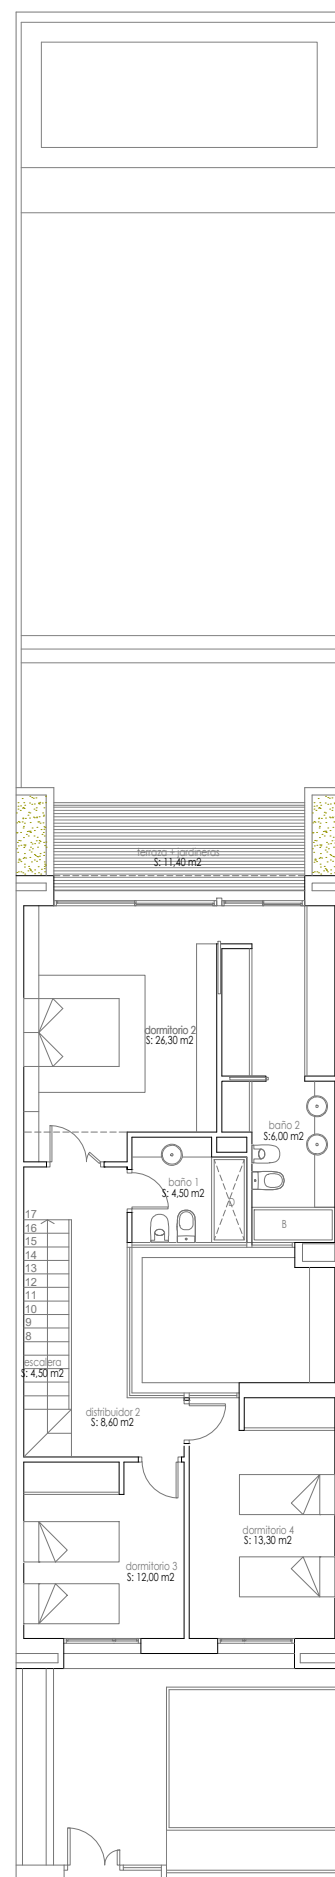 terraza + jardineras
S: 11,40 m2
dormitorio 2
S: 26,30 m2
baño 2
S:6,00 m2
baño 1
S: 4,50 m2
D
B
17
16
15
14
13
12
11
10
9
8
escalera
S: 4,50 m2
distribuidor 2
S: 8,60 m2
dormitorio 4
S: 13,30 m2
dormitorio 3
S: 12,00 m2